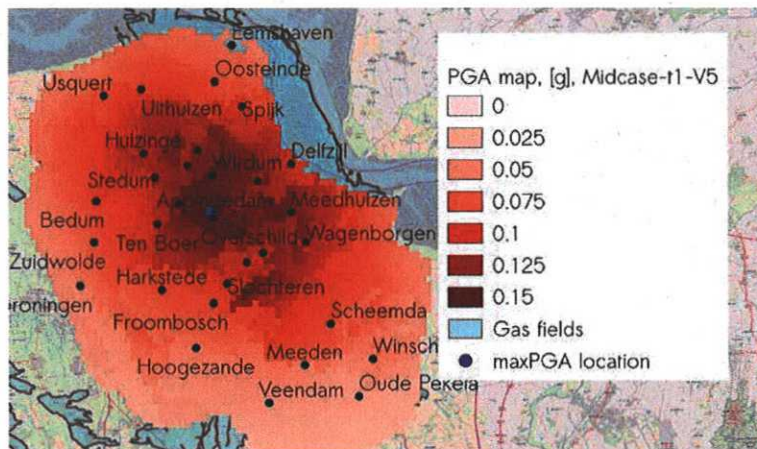 Eemshaven
Oosteinde
Usquert
Uithuizen
Spijk
Huizinge
Wirdum
Delfzijl
Stedum
Appingedam
Meedhuizen
Bedum
Ten Boer
Overschild
Wagenborgen
Zuidwolde
Harkstede
Slochteren
roningen
Froombosch
Scheemda
Hoogezande
Meeden
Winsch
Veendam
Oude Pekela
PGA map, [g], Midcase-t1-V5
0
0.025
0.05
0.075
0.1
0.125
0.15
Gas fields
maxPGA location